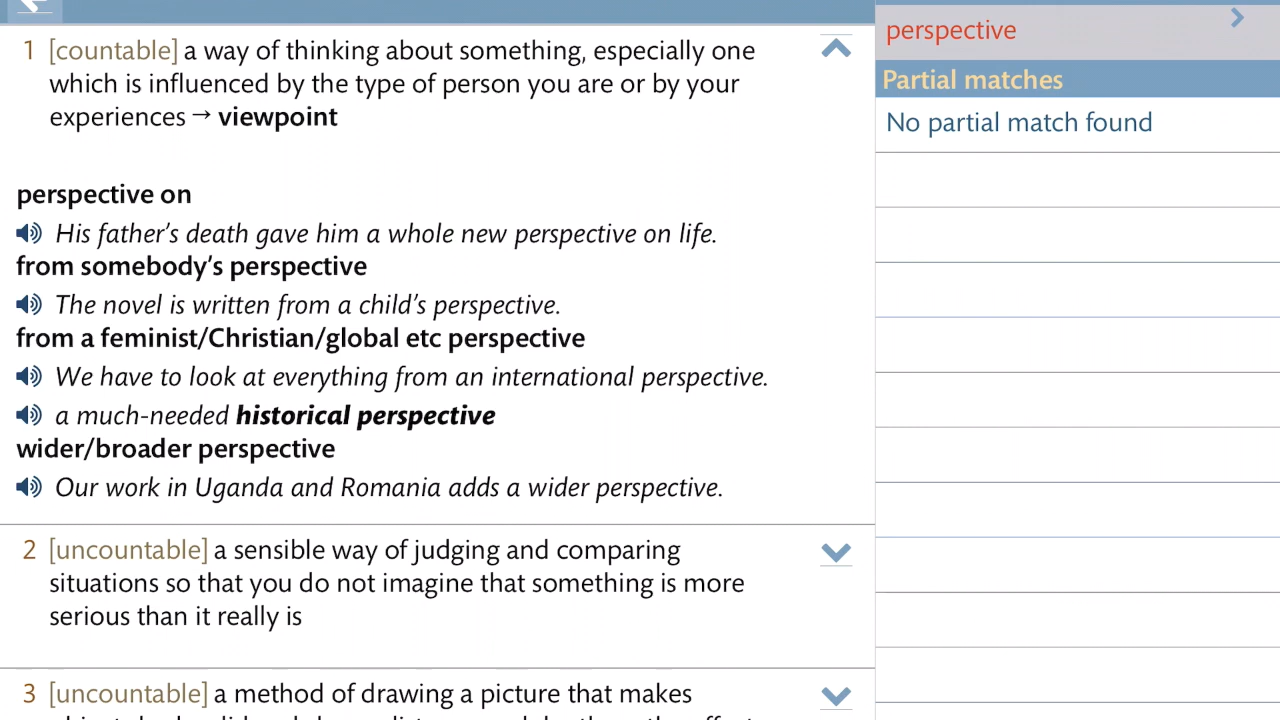 1 [countable] a way of thinking about something, especially one
which is influenced by the type of person you are or by your
experiences → viewpoint
perspective on
His father’s death gave him a whole new perspective on life.
from somebody’s perspective
The novel is written from a child’s perspective.
from a feminist/Christian/global etc perspective
We have to look at everything from an international perspective.
a much-needed historical perspective
wider/broader perspective
Our work in Uganda and Romania adds a wider perspective.
2 [uncountable] a sensible way of judging and comparing
situations so that you do not imagine that something is more
serious than it really is
3 [uncountable] a method of drawing a picture that makes
perspective
Partial matches
No partial match found